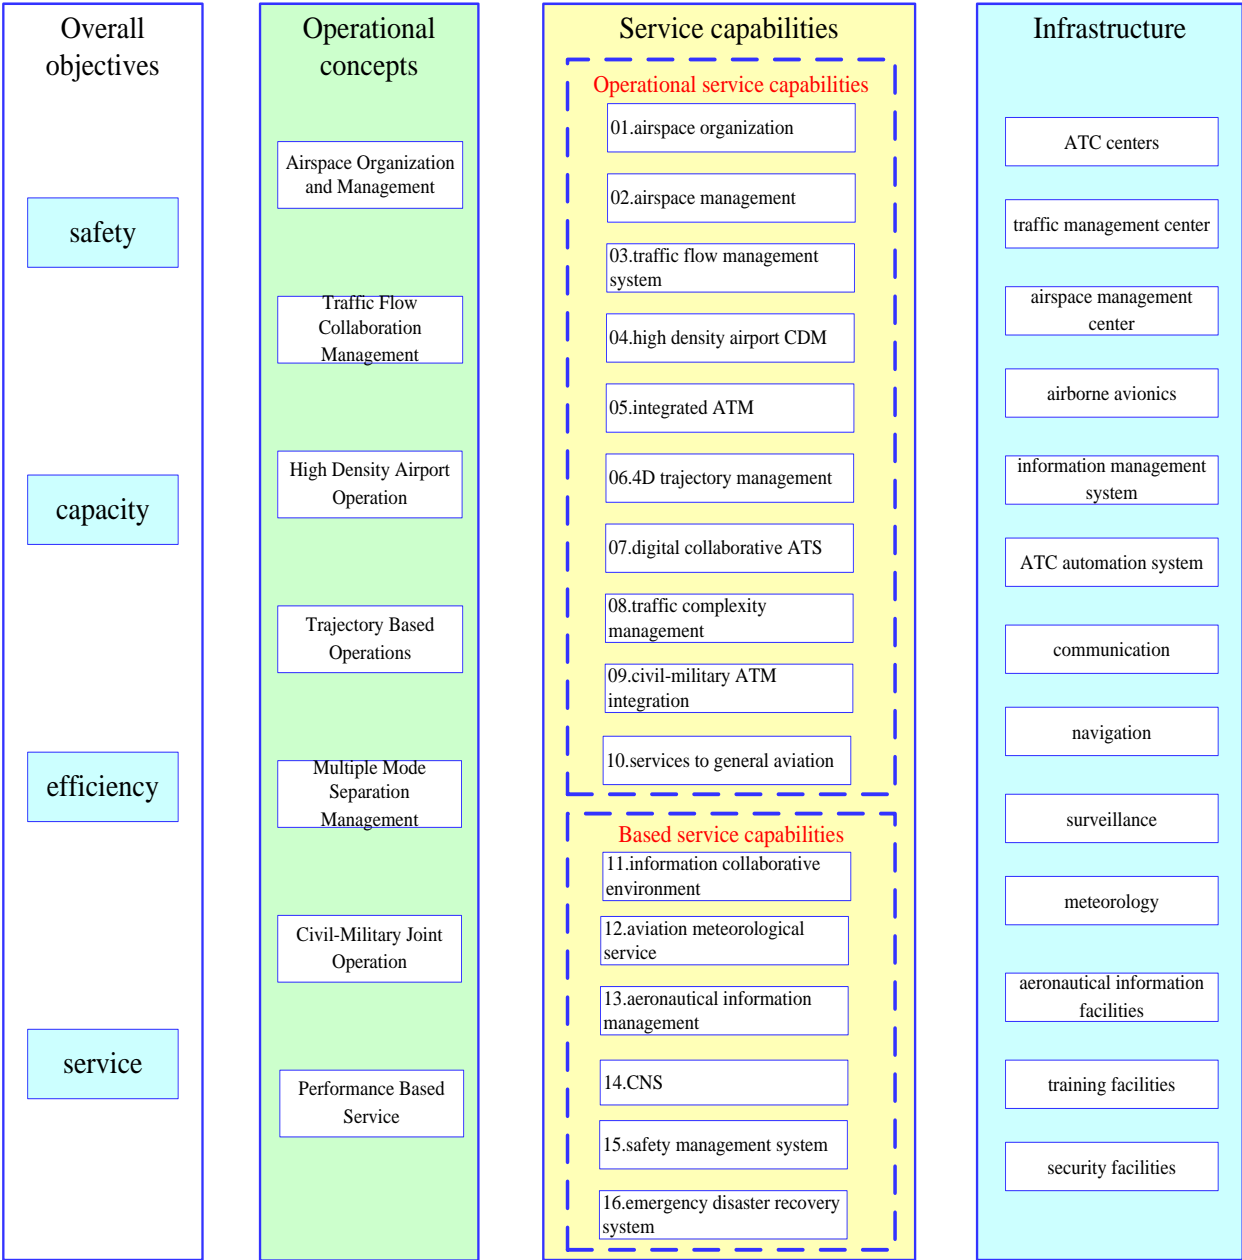 Overall
objectives
safety
capacity
efficiency
service
Operational
concepts
Airspace Organization
and Management
Traffic Flow
Collaboration
Management
High Density Airport
Operation
Trajectory Based
Operations
Multiple Mode
Separation
Management
Civil-Military Joint
Operation
Performance Based
Service
Service capabilities
Operational service capabilities
01.airspace organization
02.airspace management
03.traffic flow management
system
04.high density airport CDM
05.integrated ATM
06.4D trajectory management
07.digital collaborative ATS
08.traffic complexity
management
09.civil-military ATM
integration
10.services to general aviation
Based service capabilities
11.information collaborative
environment
12.aviation meteorological
service
13.aeronautical information
management
14.CNS
15.safety management system
16.emergency disaster recovery
system
Infrastructure
ATC centers
traffic management center
airspace management
center
airborne avionics
information management
system
ATC automation system
communication
navigation
surveillance
meteorology
aeronautical information
facilities
training facilities
security facilities